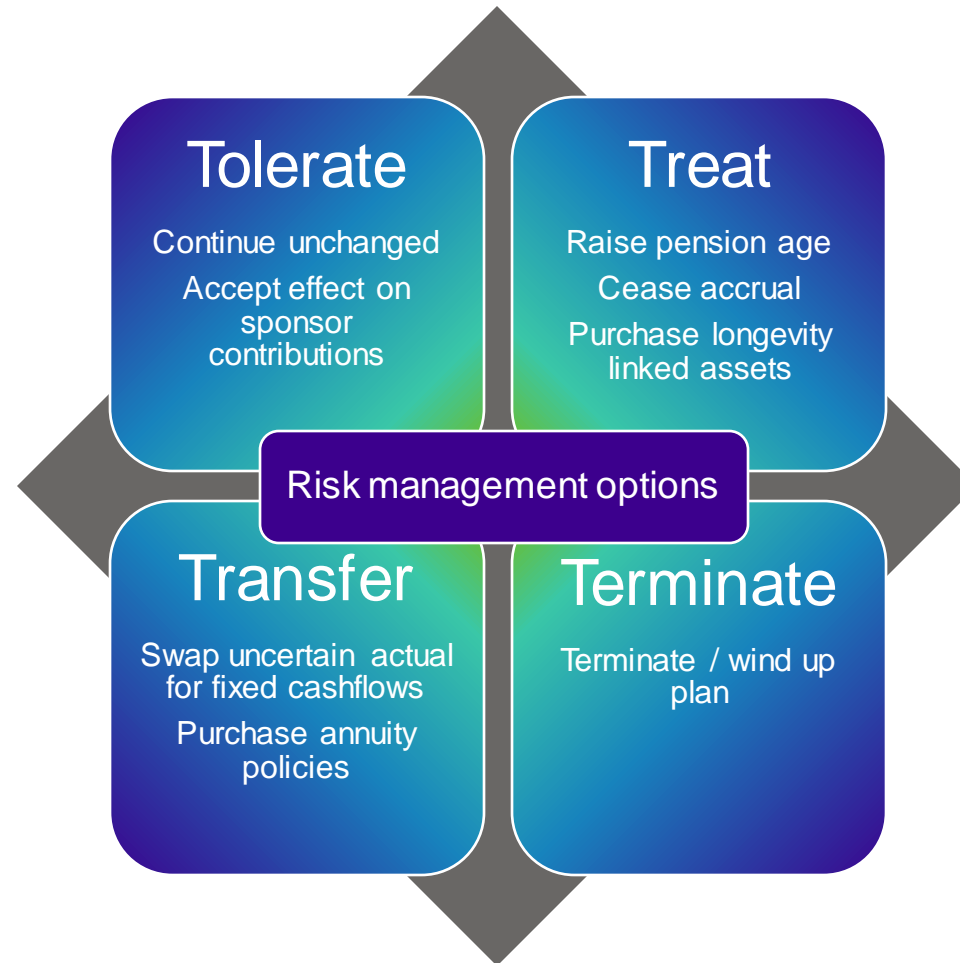 Tolerate
Continue unchanged
Accept effect on
sponsor
contributions
Treat
Raise pension age
Cease accrual
Purchase longevity
linked assets
Risk management options
Transfer
Swap uncertain actual
for fixed cashflows
Purchase annuity
policies
Terminate
Terminate / wind up
plan